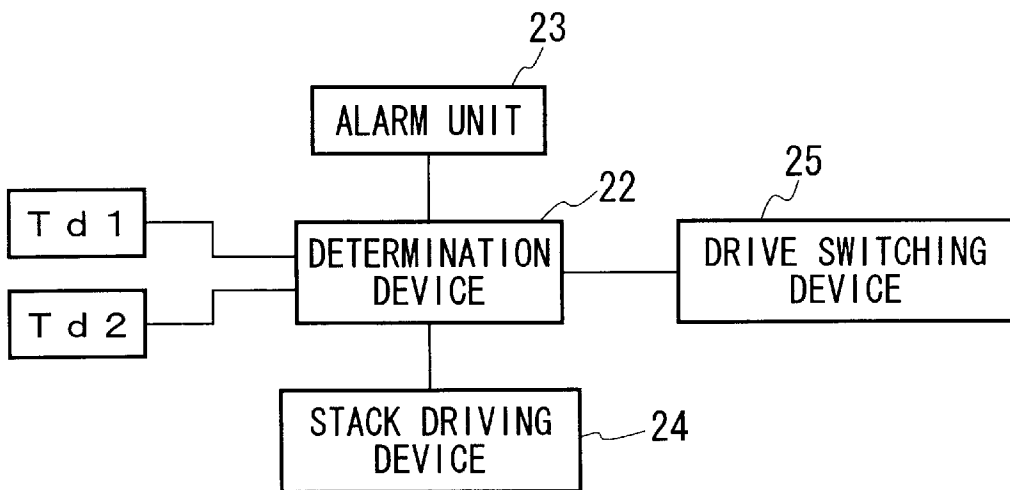 23
ALARM UNIT
22
25
Td1
DETERMINATION
DEVICE
DRIVE SWITCHING
DEVICE
Td2
STACK DRIVING
DEVICE
24